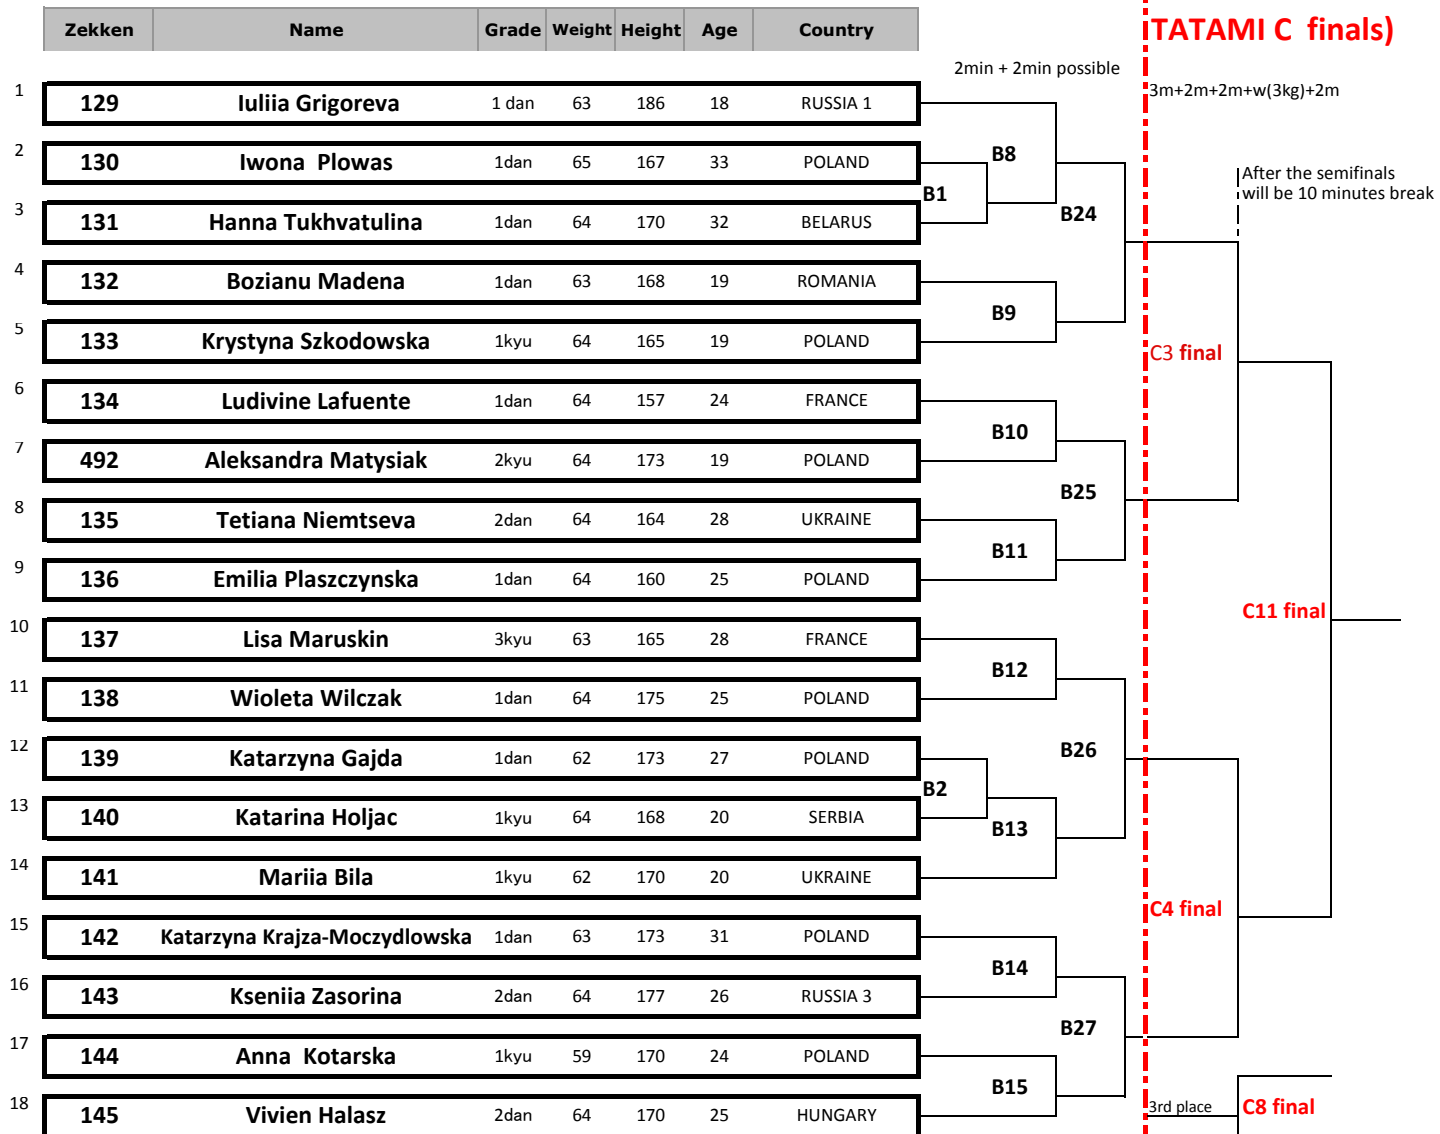 Zekken Name Grade Weight Height Age Country
TATAMI C finals)
2min + 2min possible
3m+2m+2m+w(3kg)+2m
1 129 Iuliia Grigoreva 1 dan 63 186 18 RUSSIA 1
B8
2 130 Iwona Plowas 1dan 65 167 33 POLAND
After the semifinals
will be 10 minutes break
B1
3 131 Hanna Tukhvatulina 1dan 64 170 32 BELARUS
B24
4 132 Bozianu Madena 1dan 63 168 19 ROMANIA
B9
5 133 Krystyna Szkodowska 1kyu 64 165 19 POLAND
C3 final
6 134 Ludivine Lafuente 1dan 64 157 24 FRANCE
B10
7 492 Aleksandra Matysiak 2kyu 64 173 19 POLAND
B25
8 135 Tetiana Niemtseva 2dan 64 164 28 UKRAINE
B11
9 136 Emilia Plaszczynska 1dan 64 160 25 POLAND
C11 final
10 137 Lisa Maruskin 3kyu 63 165 28 FRANCE
B12
11 138 Wioleta Wilczak 1dan 64 175 25 POLAND
B26
12 139 Katarzyna Gajda 1dan 62 173 27 POLAND
B2
13 140 Katarina Holjac 1kyu 64 168 20 SERBIA
B13
14 141 Mariia Bila 1kyu 62 170 20 UKRAINE
C4 final
15 142 Katarzyna Krajza-Moczydlowska 1dan 63 173 31 POLAND
B14
16 143 Kseniia Zasorina 2dan 64 177 26 RUSSIA 3
B27
17 144 Anna Kotarska 1kyu 59 170 24 POLAND
B15
18 145 Vivien Halasz 2dan 64 170 25 HUNGARY
3rd place
C8 final